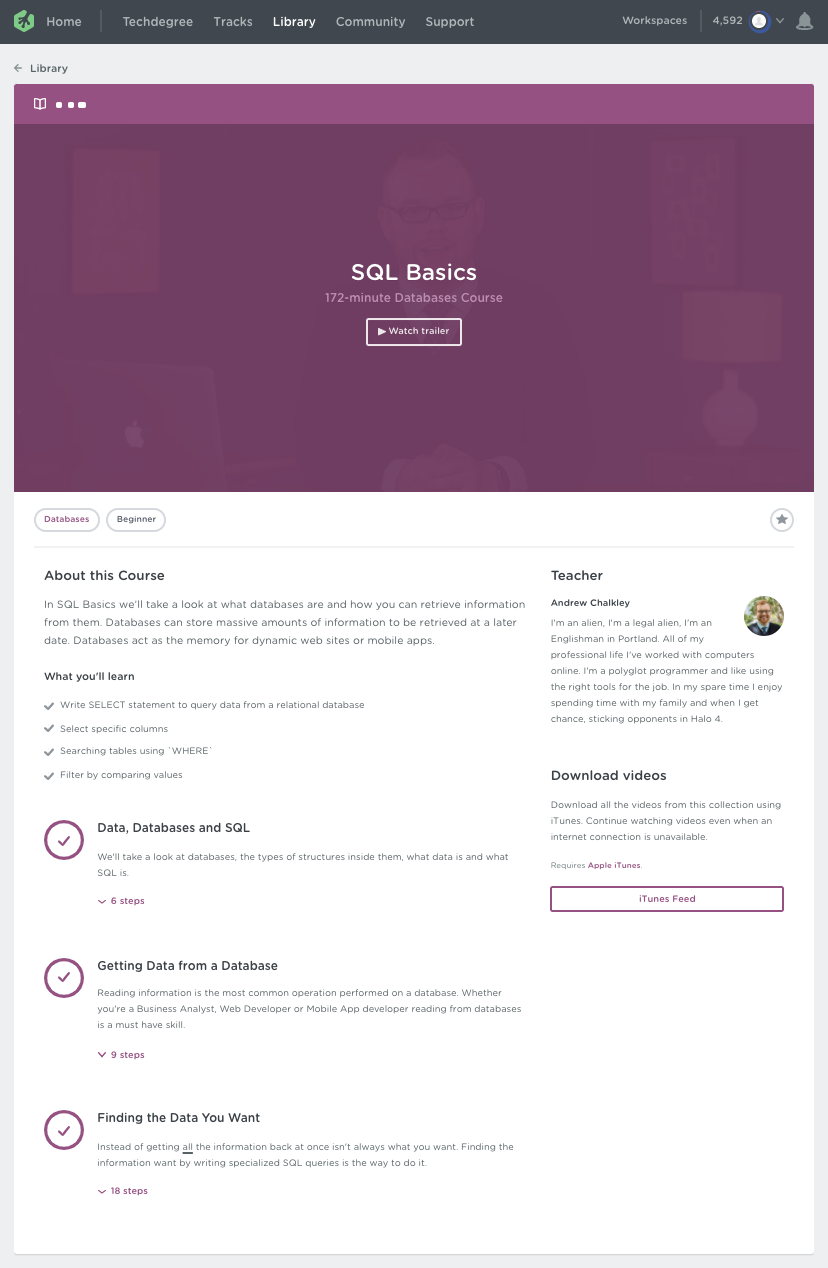 Home Techdegree Tracks Library Community Support Workspaces 4,592
← Library
SQL Basics
172-minute Databases Course
▶ Watch trailer
Databases Beginner
About this Course
In SQL Basics we'll take a look at what databases are and how you can retrieve information
from them. Databases can store massive amounts of information to be retrieved at a later
date. Databases act as the memory for dynamic web sites or mobile apps.
What you'll learn
Write SELECT statement to query data from a relational database
Select specific columns
Searching tables using `WHERE`
Filter by comparing values
Data, Databases and SQL
We'll take a look at databases, the types of structures inside them, what data is and what
SQL is.
6 steps
Getting Data from a Database
Reading information is the most common operation performed on a database. Whether
you're a Business Analyst, Web Developer or Mobile App developer reading from databases
is a must have skill.
9 steps
Finding the Data You Want
Instead of getting all the information back at once isn't always what you want. Finding the
information want by writing specialized SQL queries is the way to do it.
18 steps
Teacher
Andrew Chalkley
I'm an alien, I'm a legal alien, I'm an
Englishman in Portland. All of my
professional life I've worked with computers
online. I'm a polyglot programmer and like using
the right tools for the job. In my spare time I enjoy
spending time with my family and when I get
chance, sticking opponents in Halo 4.
Download videos
Download all the videos from this collection using
iTunes. Continue watching videos even when an
internet connection is unavailable.
Requires Apple iTunes.
iTunes Feed